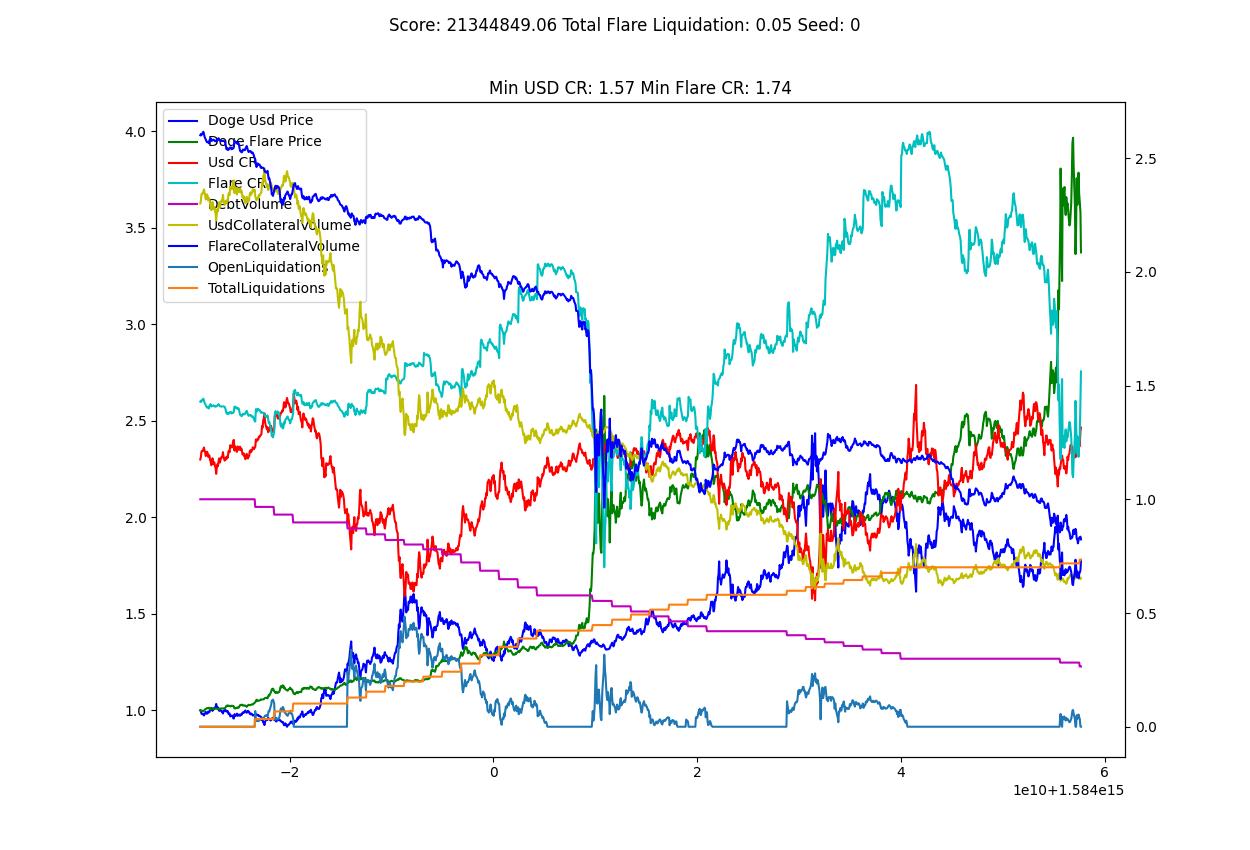 Score: 21344849.06 Total Flare Liquidation: 0.05 Seed: 0
Min USD CR: 1.57 Min Flare CR: 1.74
Doge Usd Price
Doge Flare Price
Usd CR
Flare CR
DebtVolume
UsdCollateralVolume
FlareCollateralVolume
OpenLiquidations
TotalLiquidations
4.0
3.5
3.0
2.5
2.0
1.5
1.0
2.5
2.0
1.5
1.0
0.5
0.0
−2 0 2 4 6
1e10+1.584e15